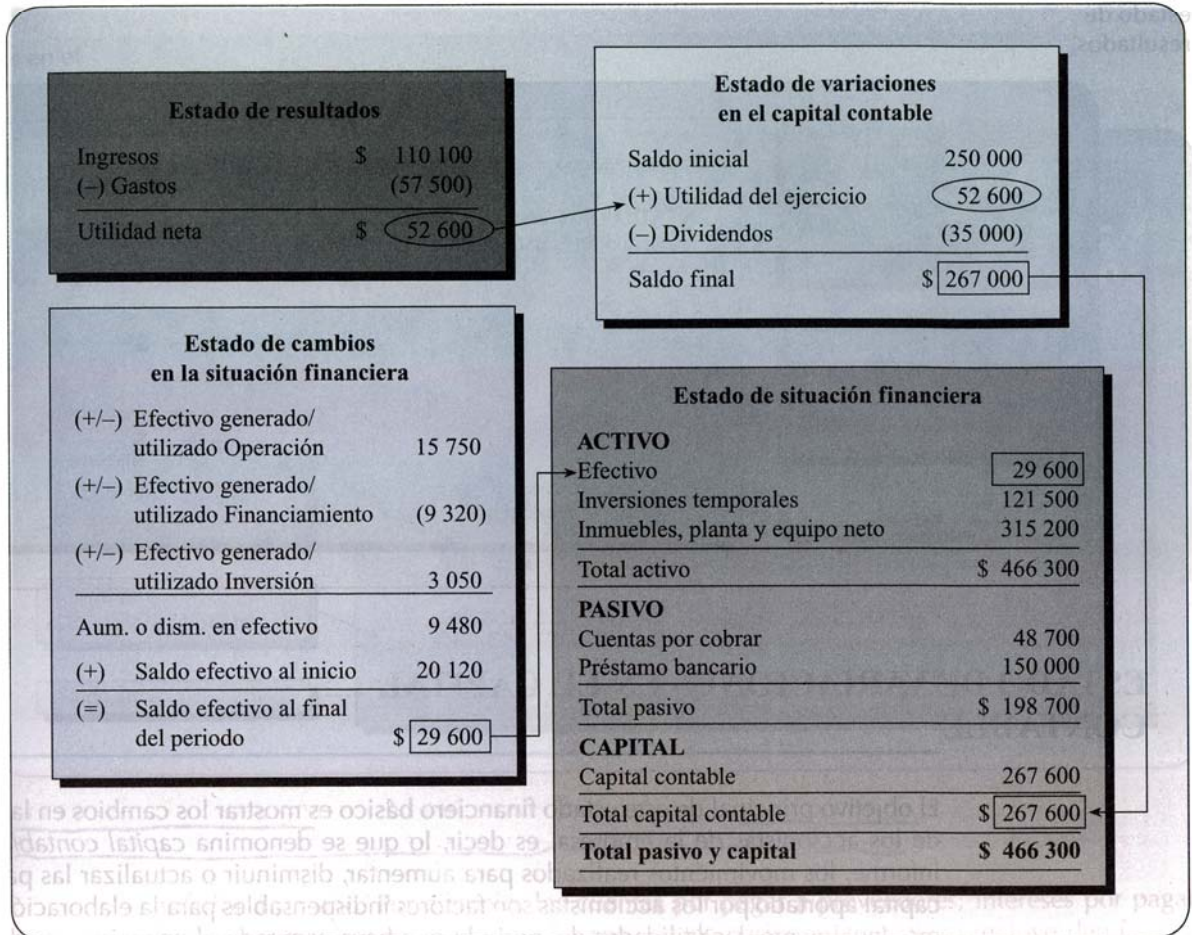 Estado de resultados
Ingresos $ 110 100
(–) Gastos (57 500)
Utilidad neta $ 52 600
Estado de variaciones
en el capital contable
Saldo inicial 250 000
(+) Utilidad del ejercicio 52 600
(–) Dividendos (35 000)
Saldo final $ 267 000
Estado de cambios
en la situación financiera
(+/–) Efectivo generado/
utilizado Operación 15 750
(+/–) Efectivo generado/
utilizado Financiamiento (9 320)
(+/–) Efectivo generado/
utilizado Inversión 3 050
Aum. o dism. en efectivo 9 480
(+) Saldo efectivo al inicio 20 120
(=) Saldo efectivo al final
del periodo $ 29 600
Estado de situación financiera
ACTIVO
Efectivo 29 600
Inversiones temporales 121 500
Inmuebles, planta y equipo neto 315 200
Total activo $ 466 300
PASIVO
Cuentas por cobrar 48 700
Préstamo bancario 150 000
Total pasivo $ 198 700
CAPITAL
Capital contable 267 600
Total capital contable $ 267 600
Total pasivo y capital $ 466 300